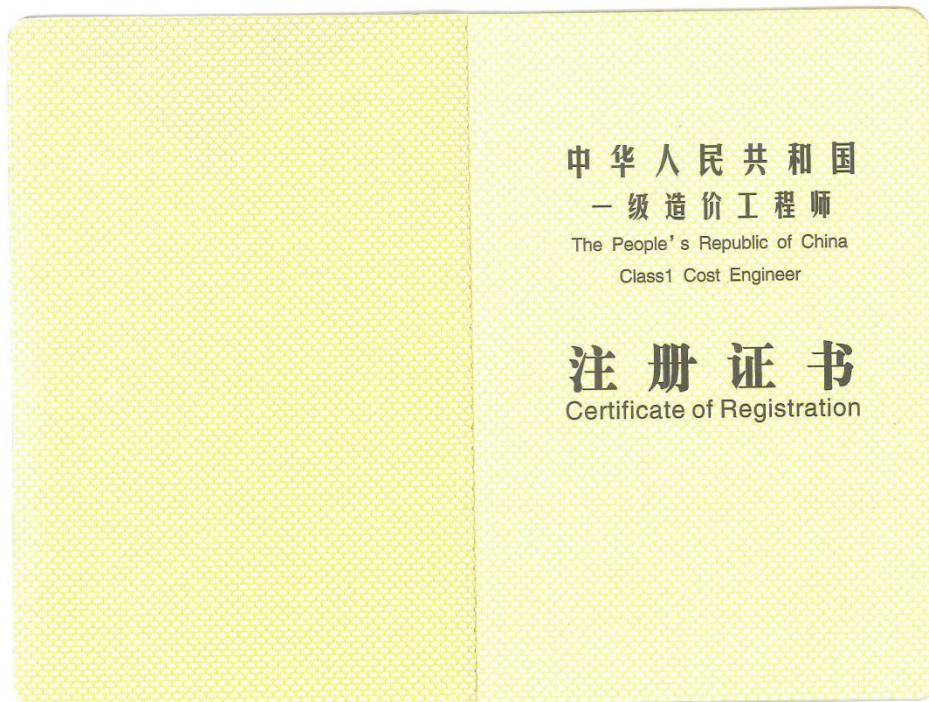 中华人民共和国
一级造价工程师
The People's Republic of China
Class1 Cost Engineer
注册证书
Certificate of Registration